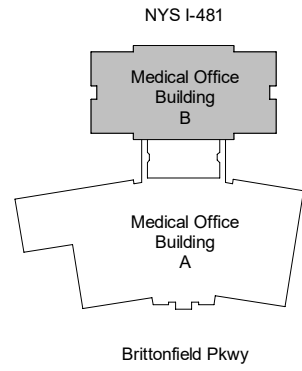 NYS I-481
Medical Office
Building
B
Medical Office
Building
A
Brittonfield Pkwy